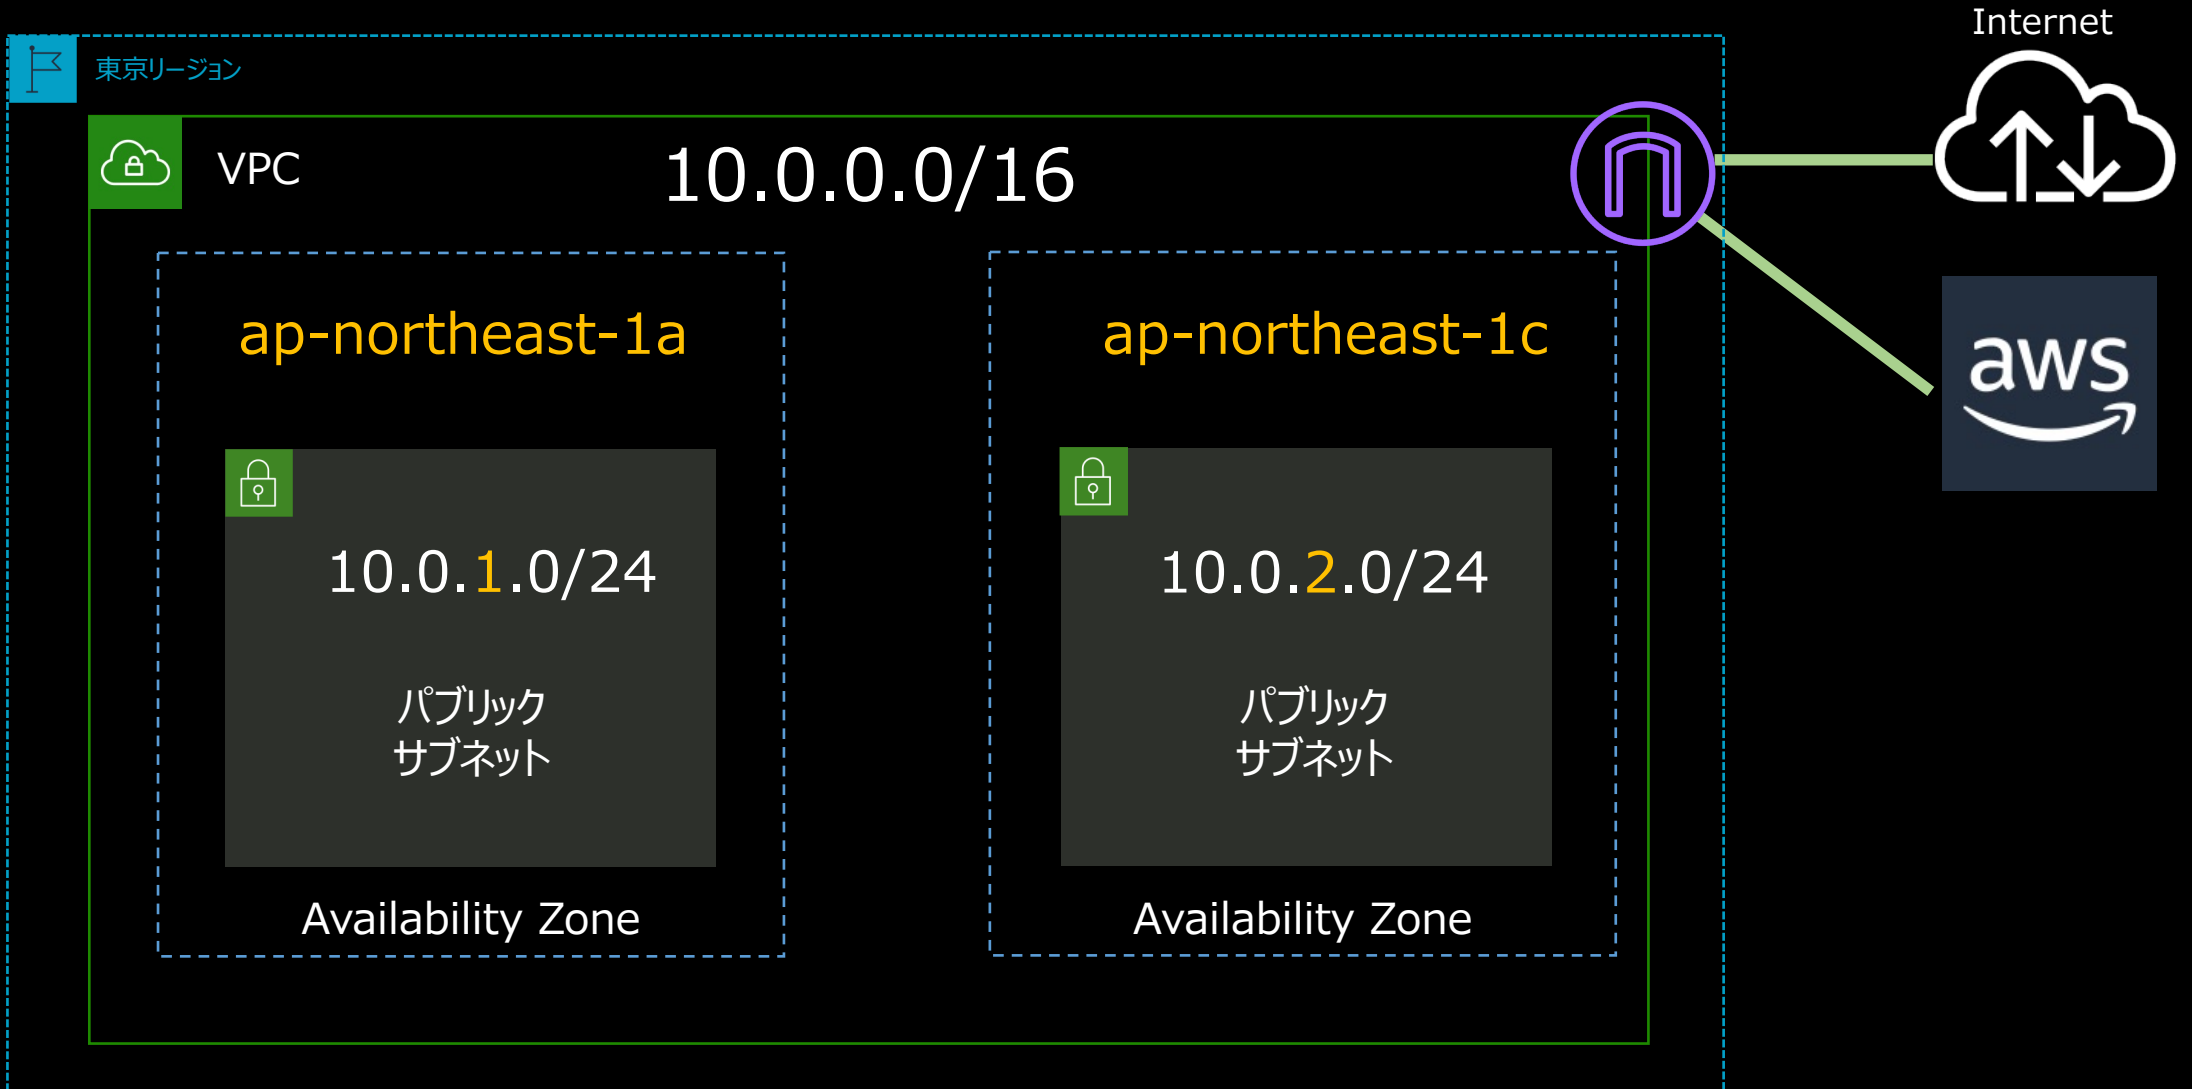 Internet
東京リージョン
VPC
10.0.0.0/16
ap-northeast-1a
ap-northeast-1c
aws
10.0.1.0/24
10.0.2.0/24
パブリック
サブネット
パブリック
サブネット
Availability Zone
Availability Zone